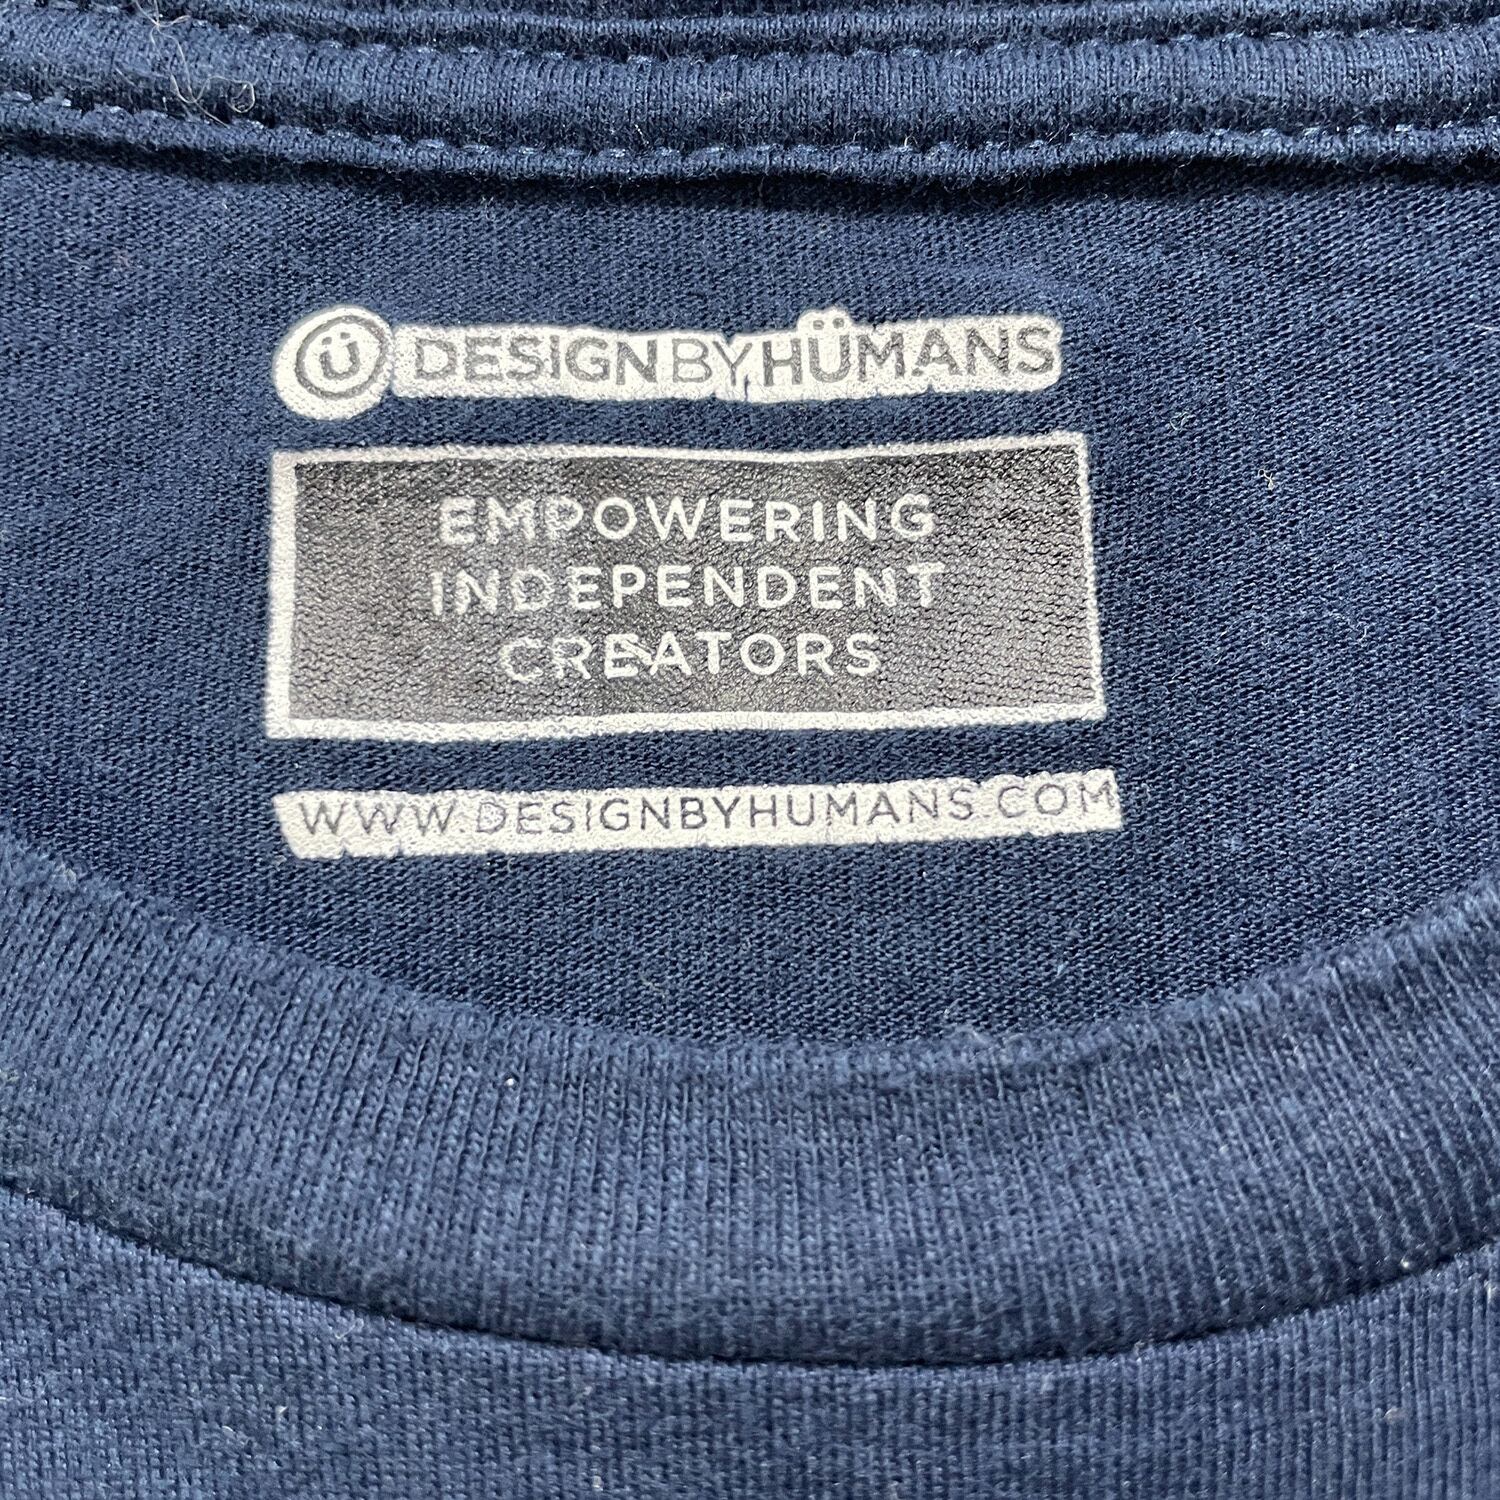 Ü DESIGNBYHÜMANS
EMPOWERING
INDEPENDENT
CREATORS
WWW.DESIGNBYHUMANS.COM